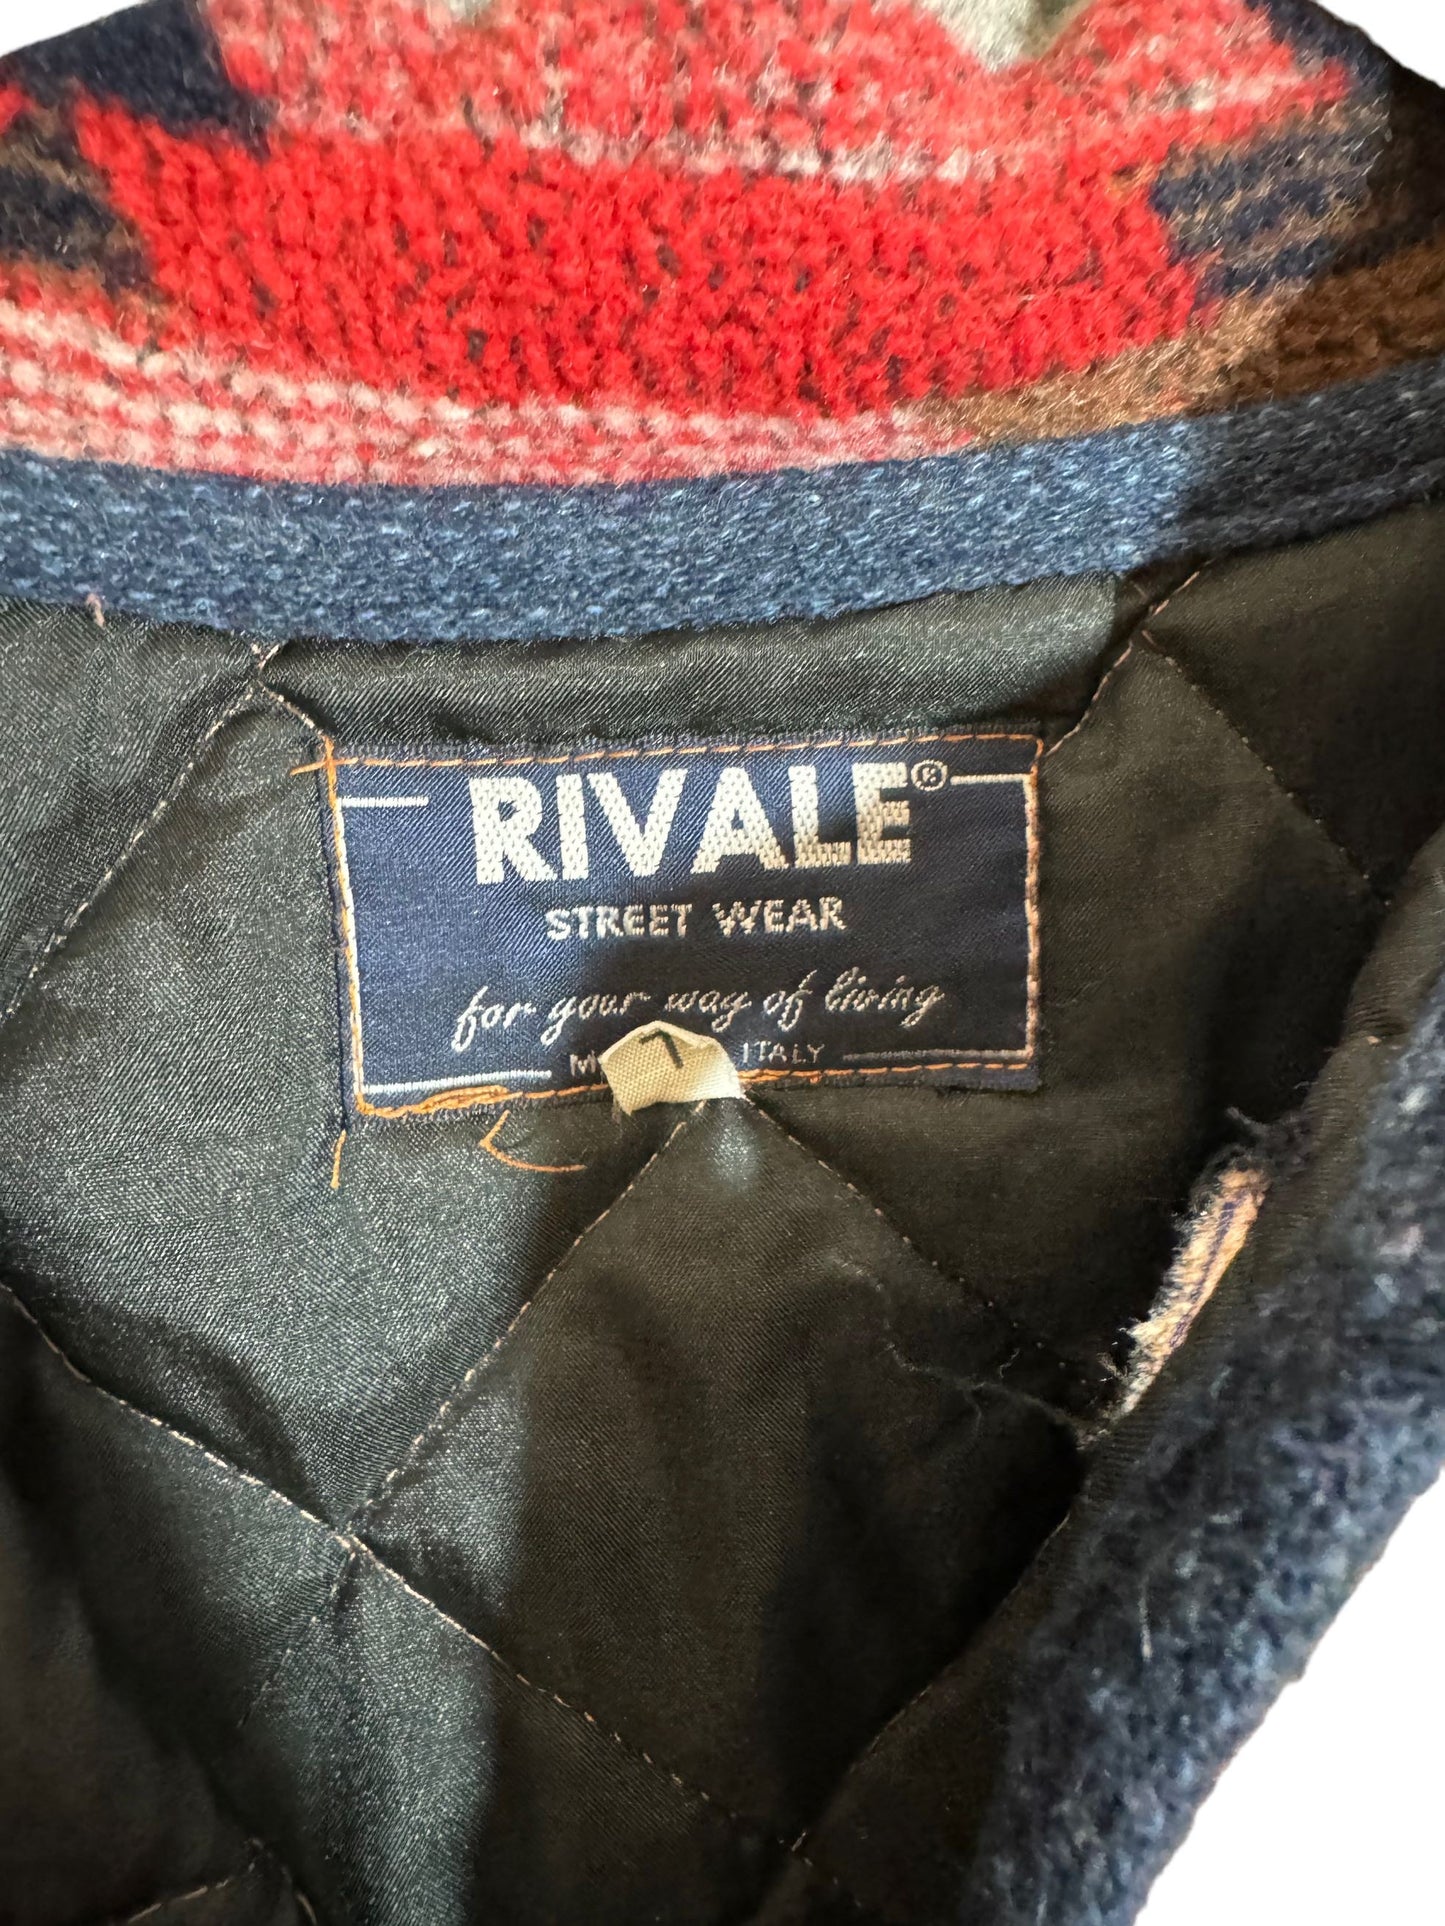 RIVALE®
STREET WEAR
for your way of living
ITALY